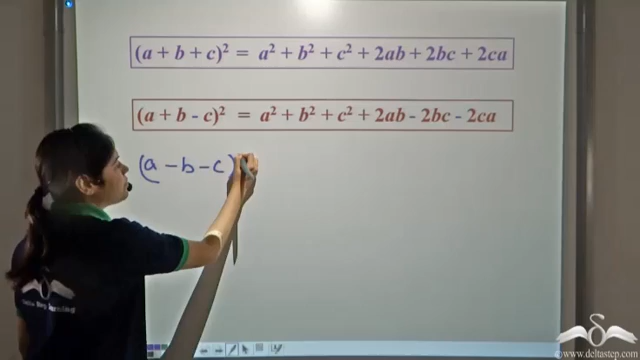 (a + b + c)² = a² + b² + c² + 2ab + 2bc + 2ca
(a + b - c)² = a² + b² + c² + 2ab - 2bc - 2ca
(a - b - c)
©www.deltastep.com